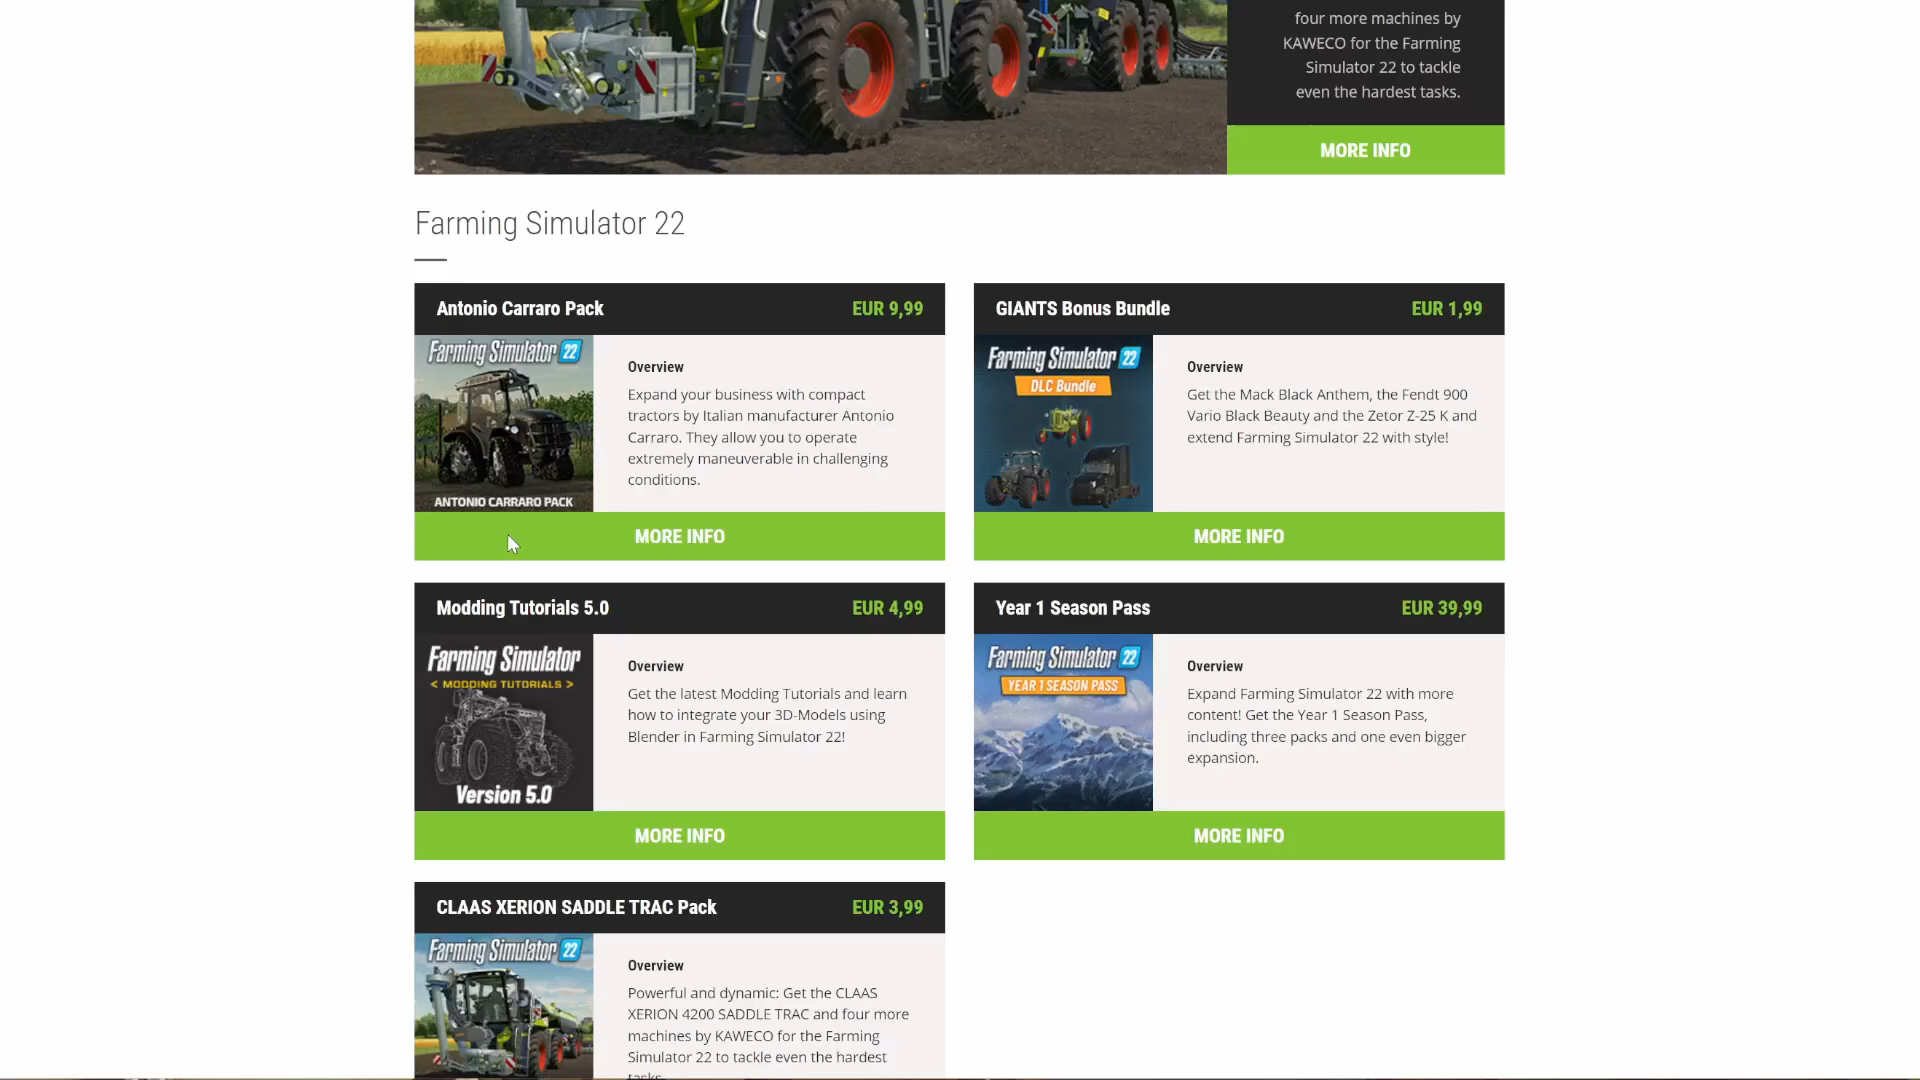 four more machines by
KAWECO for the Farming
Simulator 22 to tackle
even the hardest tasks.
MORE INFO
Farming Simulator 22
Antonio Carraro Pack EUR 9,99
Farming Simulator 22
ANTONIO CARRARO PACK
Overview
Expand your business with compact
tractors by Italian manufacturer Antonio
Carraro. They allow you to operate
extremely maneuverable in challenging
conditions.
MORE INFO
GIANTS Bonus Bundle EUR 1,99
Farming Simulator 22
DLC Bundle
Overview
Get the Mack Black Anthem, the Fendt 900
Vario Black Beauty and the Zetor Z-25 K and
extend Farming Simulator 22 with style!
MORE INFO
Modding Tutorials 5.0 EUR 4,99
Farming Simulator
< MODDING TUTORIALS >
Version 5.0
Overview
Get the latest Modding Tutorials and learn
how to integrate your 3D-Models using
Blender in Farming Simulator 22!
MORE INFO
Year 1 Season Pass EUR 39,99
Farming Simulator 22
YEAR 1 SEASON PASS
Overview
Expand Farming Simulator 22 with more
content! Get the Year 1 Season Pass,
including three packs and one even bigger
expansion.
MORE INFO
CLAAS XERION SADDLE TRAC Pack EUR 3,99
Farming Simulator 22
Overview
Powerful and dynamic: Get the CLAAS
XERION 4200 SADDLE TRAC and four more
machines by KAWECO for the Farming
Simulator 22 to tackle even the hardest
tasks.